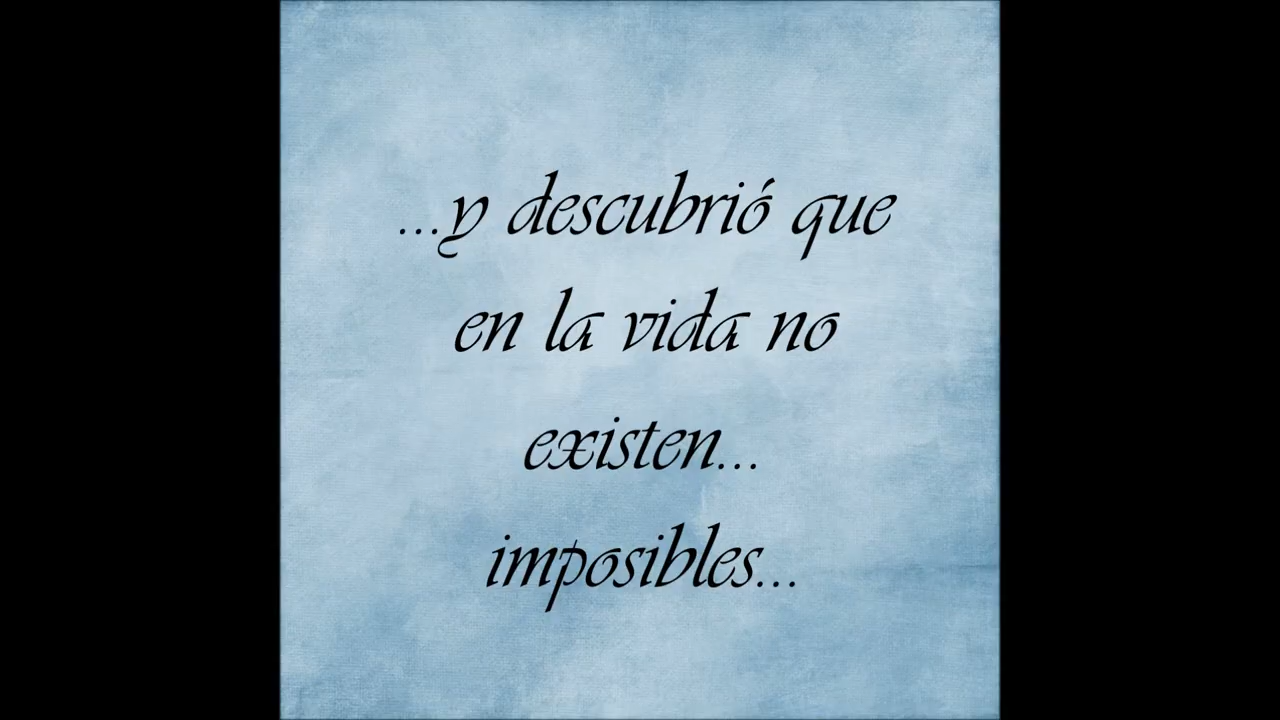 ...y descubrió que
en la vida no
existen...
imposibles...